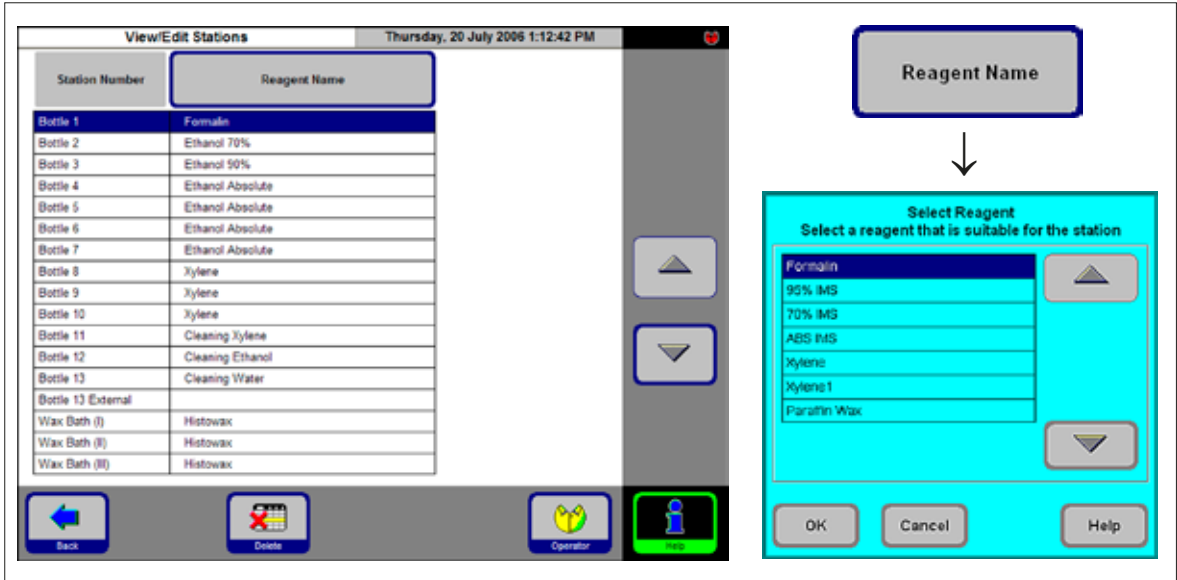 View/Edit Stations Thursday, 20 July 2006 1:12:42 PM
Station Number Reagent Name
Bottle 1 Formalin
Bottle 2 Ethanol 70%
Bottle 3 Ethanol 90%
Bottle 4 Ethanol Absolute
Bottle 5 Ethanol Absolute
Bottle 6 Ethanol Absolute
Bottle 7 Ethanol Absolute
Bottle 8 Xylene
Bottle 9 Xylene
Bottle 10 Xylene
Bottle 11 Cleaning Xylene
Bottle 12 Cleaning Ethanol
Bottle 13 Cleaning Water
Bottle 13 External
Wax Bath (I) Histowax
Wax Bath (II) Histowax
Wax Bath (III) Histowax
Back Delete Operator Help
Reagent Name
Select Reagent
Select a reagent that is suitable for the station
Formalin
95% IMS
70% IMS
ABS IMS
Xylene
Xylene1
Paraffin Wax
OK Cancel Help